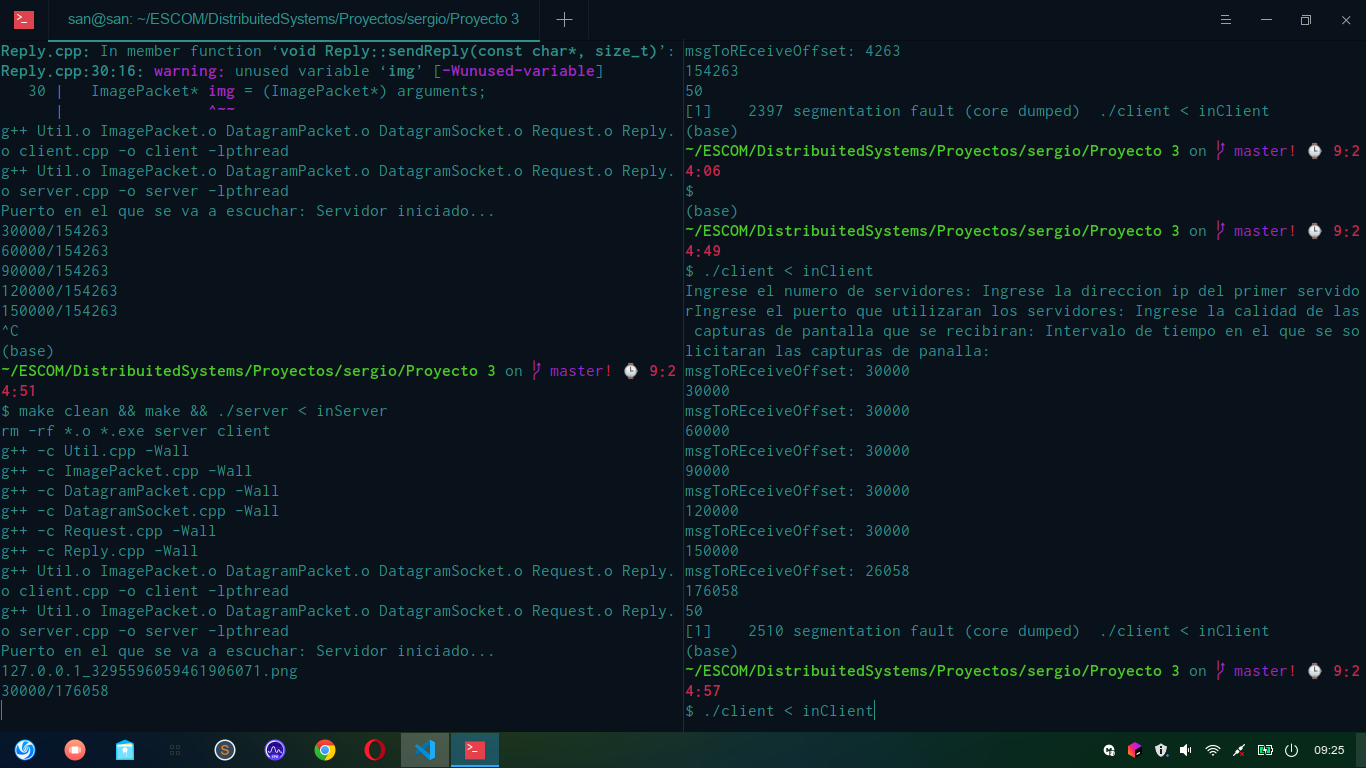 san@san: ~/ESCOM/DistribuitedSystems/Proyectos/sergio/Proyecto 3
Reply.cpp: In member function ‘void Reply::sendReply(const char*, size_t)’:
Reply.cpp:30:16: warning: unused variable ‘img’ [-Wunused-variable]
   30 |   ImagePacket* img = (ImagePacket*) arguments;
      |                ^~~
g++ Util.o ImagePacket.o DatagramPacket.o DatagramSocket.o Request.o Reply.
o client.cpp -o client -lpthread
g++ Util.o ImagePacket.o DatagramPacket.o DatagramSocket.o Request.o Reply.
o server.cpp -o server -lpthread
Puerto en el que se va a escuchar: Servidor iniciado...
30000/154263
60000/154263
90000/154263
120000/154263
150000/154263
^C
(base)
~/ESCOM/DistribuitedSystems/Proyectos/sergio/Proyecto 3 on master! ⌚ 9:2
4:51
$ make clean && make && ./server < inServer
rm -rf *.o *.exe server client
g++ -c Util.cpp -Wall
g++ -c ImagePacket.cpp -Wall
g++ -c DatagramPacket.cpp -Wall
g++ -c DatagramSocket.cpp -Wall
g++ -c Request.cpp -Wall
g++ -c Reply.cpp -Wall
g++ Util.o ImagePacket.o DatagramPacket.o DatagramSocket.o Request.o Reply.
o client.cpp -o client -lpthread
g++ Util.o ImagePacket.o DatagramPacket.o DatagramSocket.o Request.o Reply.
o server.cpp -o server -lpthread
Puerto en el que se va a escuchar: Servidor iniciado...
127.0.0.1_3295596059461906071.png
30000/176058
msgToREceiveOffset: 4263
154263
50
[1]    2397 segmentation fault (core dumped)  ./client < inClient
(base)
~/ESCOM/DistribuitedSystems/Proyectos/sergio/Proyecto 3 on master! ⌚ 9:2
4:06
$
(base)
~/ESCOM/DistribuitedSystems/Proyectos/sergio/Proyecto 3 on master! ⌚ 9:2
4:49
$ ./client < inClient
Ingrese el numero de servidores: Ingrese la direccion ip del primer servido
rIngrese el puerto que utilizaran los servidores: Ingrese la calidad de las
 capturas de pantalla que se recibiran: Intervalo de tiempo en el que se so
licitaran las capturas de panalla:
msgToREceiveOffset: 30000
30000
msgToREceiveOffset: 30000
60000
msgToREceiveOffset: 30000
90000
msgToREceiveOffset: 30000
120000
msgToREceiveOffset: 30000
150000
msgToREceiveOffset: 26058
176058
50
[1]    2510 segmentation fault (core dumped)  ./client < inClient
(base)
~/ESCOM/DistribuitedSystems/Proyectos/sergio/Proyecto 3 on master! ⌚ 9:2
4:57
$ ./client < inClient
09:25